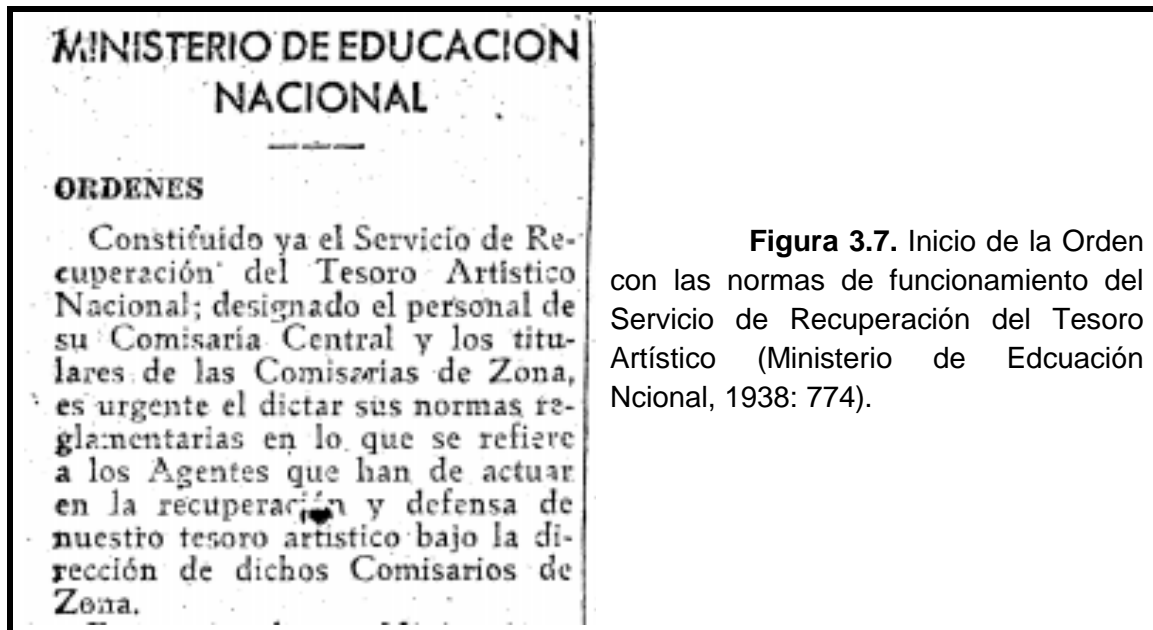 MINISTERIO DE EDUCACION
NACIONAL
ORDENES
Constituído ya el Servicio de Re-
cuperación del Tesoro Artístico
Nacional; designado el personal de
su Comisaría Central y los titu-
lares de las Comisarias de Zona,
es urgente el dictar sus normas re-
glamentarias en lo que se refiere
a los Agentes que han de actuar
en la recuperación y defensa de
nuestro tesoro artístico bajo la di-
rección de dichos Comisarios de
Zona.
Figura 3.7. Inicio de la Orden
con las normas de funcionamiento del
Servicio de Recuperación del Tesoro
Artístico (Ministerio de Edcuación
Ncional, 1938: 774).